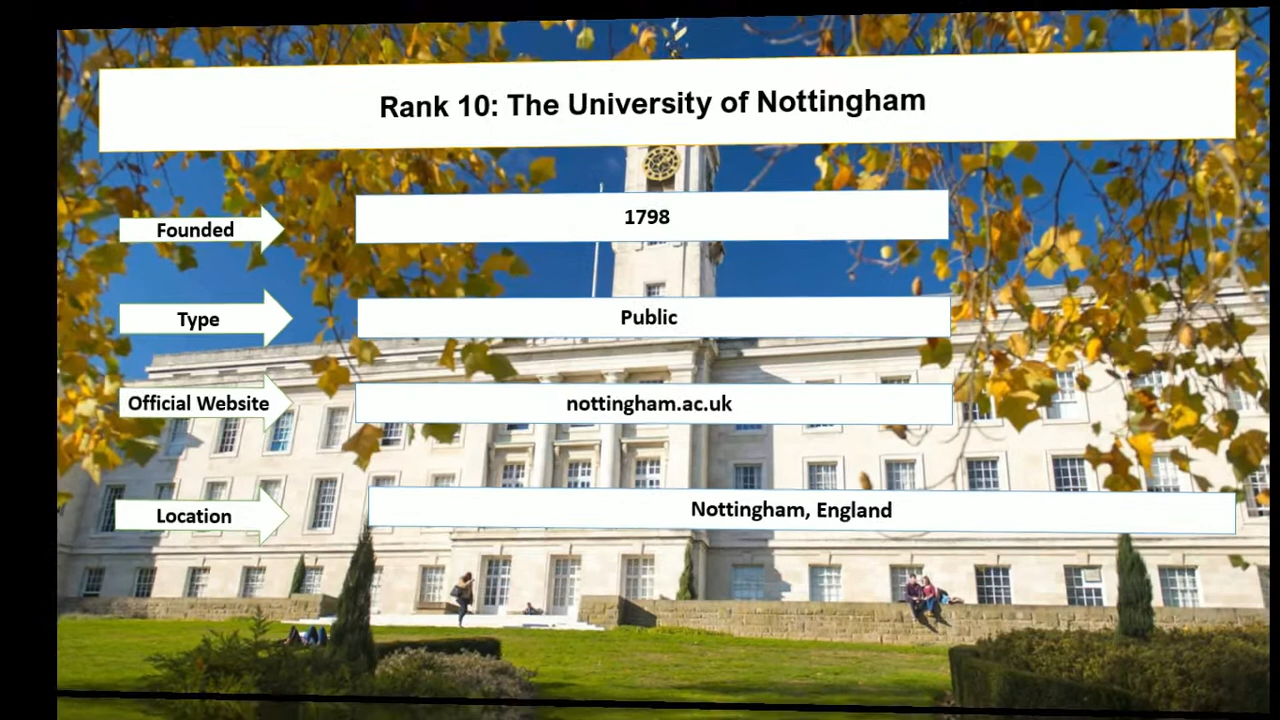 Rank 10: The University of Nottingham
Founded
1798
Type
Public
Official Website
nottingham.ac.uk
Location
Nottingham, England